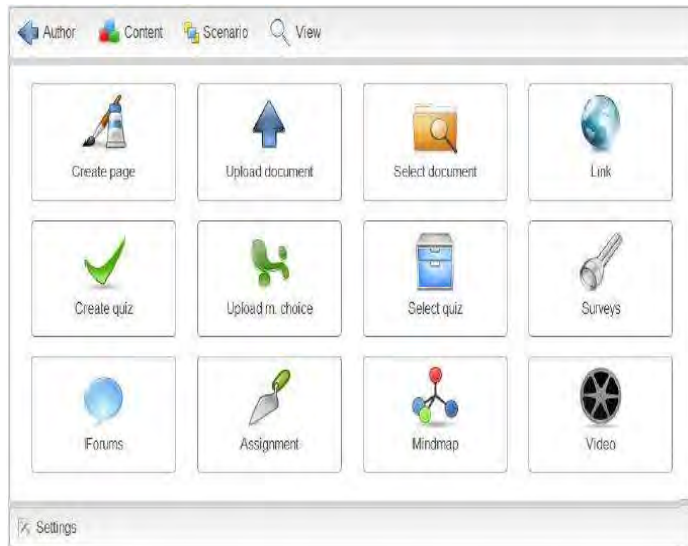 Author Content Scenario View
Create page Upload document Select document Link
Create quiz Upload m. choice Select quiz Surveys
Forums Assignment Mindmap Video
Settings